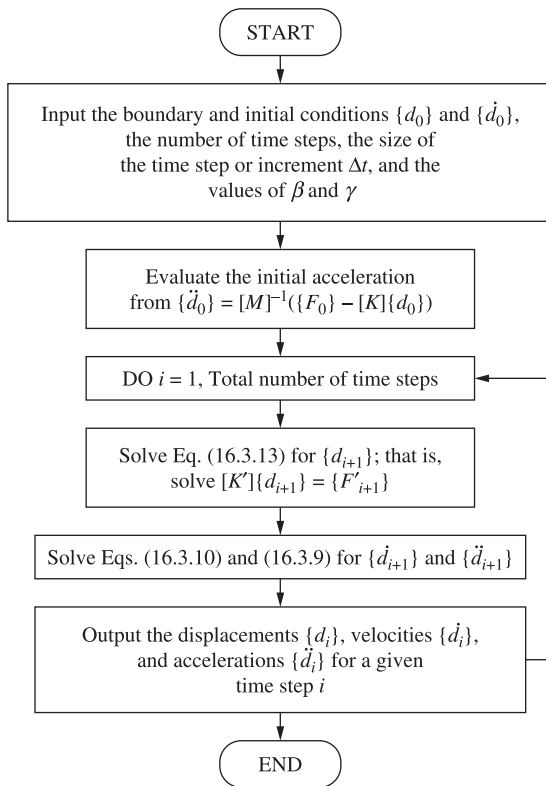 START
Input the boundary and initial conditions {d₀} and {ḋ₀},
the number of time steps, the size of
the time step or increment Δt, and the
values of β and γ
Evaluate the initial acceleration
from {d̈₀} = [M]⁻¹({F₀} − [K]{d₀})
DO i = 1, Total number of time steps
Solve Eq. (16.3.13) for {dᵢ₊₁}; that is,
solve [K′]{dᵢ₊₁} = {F′ᵢ₊₁}
Solve Eqs. (16.3.10) and (16.3.9) for {ḋᵢ₊₁} and {d̈ᵢ₊₁}
Output the displacements {dᵢ}, velocities {ḋᵢ},
and accelerations {d̈ᵢ} for a given
time step i
END